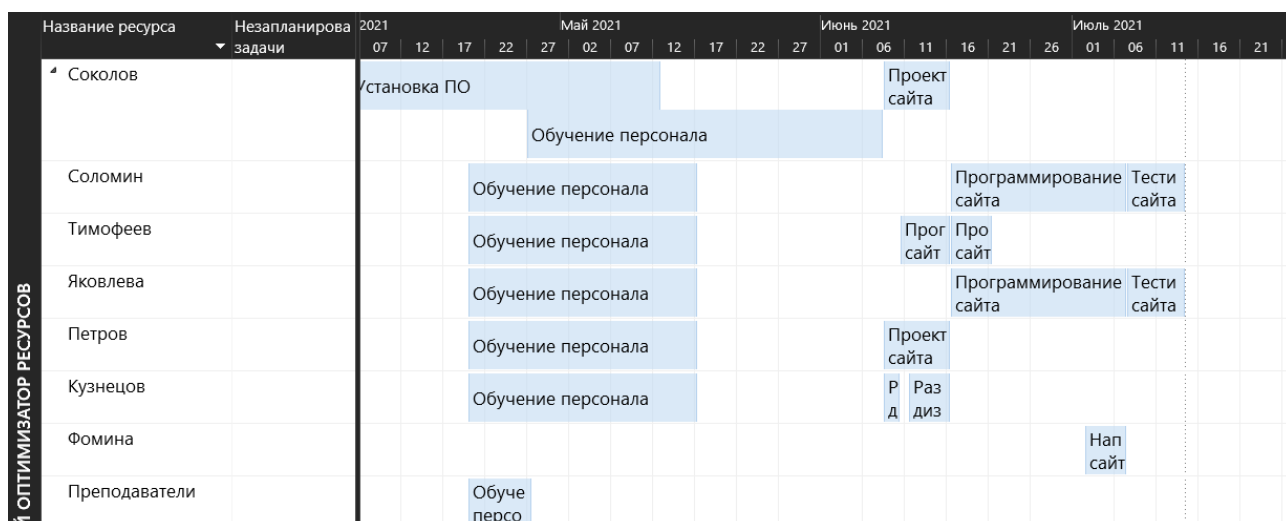 Название ресурса
Незапланирова
задачи
2021
Май 2021
Июнь 2021
Июль 2021
07 12 17 22 27 02 07 12 17 22 27 01 06 11 16 21 26 01 06 11 16 21
Й ОПТИМИЗАТОР РЕСУРСОВ
Соколов
Установка ПО
Проект
сайта
Обучение персонала
Соломин
Обучение персонала
Программирование
сайта
Тести
сайта
Тимофеев
Обучение персонала
Прог
сайт
Про
сайт
Яковлева
Обучение персонала
Программирование
сайта
Тести
сайта
Петров
Обучение персонала
Проект
сайта
Кузнецов
Обучение персонала
Р
д
Раз
диз
Фомина
Нап
сайт
Преподаватели
Обуче
персо